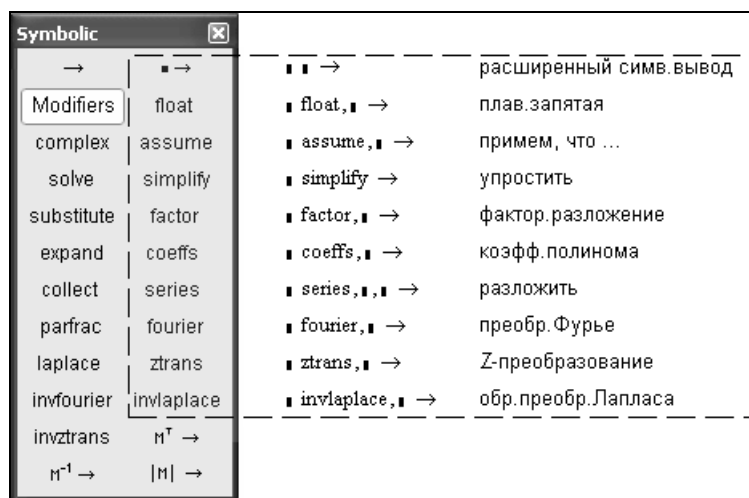 Symbolic
→ ▪ → ▪ ▪ → расширенный симв.вывод
Modifiers float ▪ float,▪ → плав.запятая
complex assume ▪ assume,▪ → примем, что ...
solve simplify ▪ simplify → упростить
substitute factor ▪ factor,▪ → фактор.разложение
expand coeffs ▪ coeffs,▪ → коэфф.полинома
collect series ▪ series,▪,▪ → разложить
parfrac fourier ▪ fourier,▪ → преобр.Фурье
laplace ztrans ▪ ztrans,▪ → Z-преобразование
invfourier invlaplace ▪ invlaplace,▪ → обр.преобр.Лапласа
invztrans Mᵀ →
M⁻¹ → |M| →